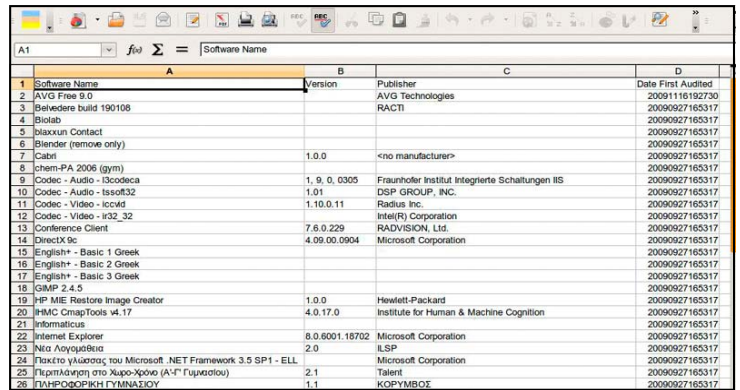 A1 f(x) Σ = Software Name
A B C D
1 Software Name Version Publisher Date First Audited
2 AVG Free 9.0 AVG Technologies 20091116192730
3 Belvedere build 190108 RACTI 20090927165317
4 Biolab 20090927165317
5 blaxxun Contact 20090927165317
6 Blender (remove only) 20090927165317
7 Cabri 1.0.0 <no manufacturer> 20090927165317
8 chem-PA 2006 (gym) 20090927165317
9 Codec - Audio - l3codeca 1, 9, 0, 0305 Fraunhofer Institut Integrierte Schaltungen IIS 20090927165317
10 Codec - Audio - tssoft32 1.01 DSP GROUP, INC. 20090927165317
11 Codec - Video - iccvid 1.10.0.11 Radius Inc. 20090927165317
12 Codec - Video - ir32_32 Intel(R) Corporation 20090927165317
13 Conference Client 7.6.0.229 RADVISION, Ltd. 20090927165317
14 DirectX 9c 4.09.00.0904 Microsoft Corporation 20090927165317
15 English+ - Basic 1 Greek 20090927165317
16 English+ - Basic 2 Greek 20090927165317
17 English+ - Basic 3 Greek 20090927165317
18 GIMP 2.4.5 20090927165317
19 HP MIE Restore Image Creator 1.0.0 Hewlett-Packard 20090927165317
20 IHMC CmapTools v4.17 4.0.17.0 Institute for Human & Machine Cognition 20090927165317
21 Informaticus 20090927165317
22 Internet Explorer 8.0.6001.18702 Microsoft Corporation 20090927165317
23 Νέα Λογομάθεια 2.0 ILSP 20090927165317
24 Πακέτο γλώσσας του Microsoft .NET Framework 3.5 SP1 - ELL Microsoft Corporation 20090927165317
25 Περιπλάνηση στο Χωρο-Χρόνο (Α'-Γ' Γυμνασίου) 2.1 Talent 20090927165317
26 ΠΛΗΡΟΦΟΡΙΚΗ ΓΥΜΝΑΣΙΟΥ 1.1 ΚΟΡΥΜΒΟΣ 20090927165317